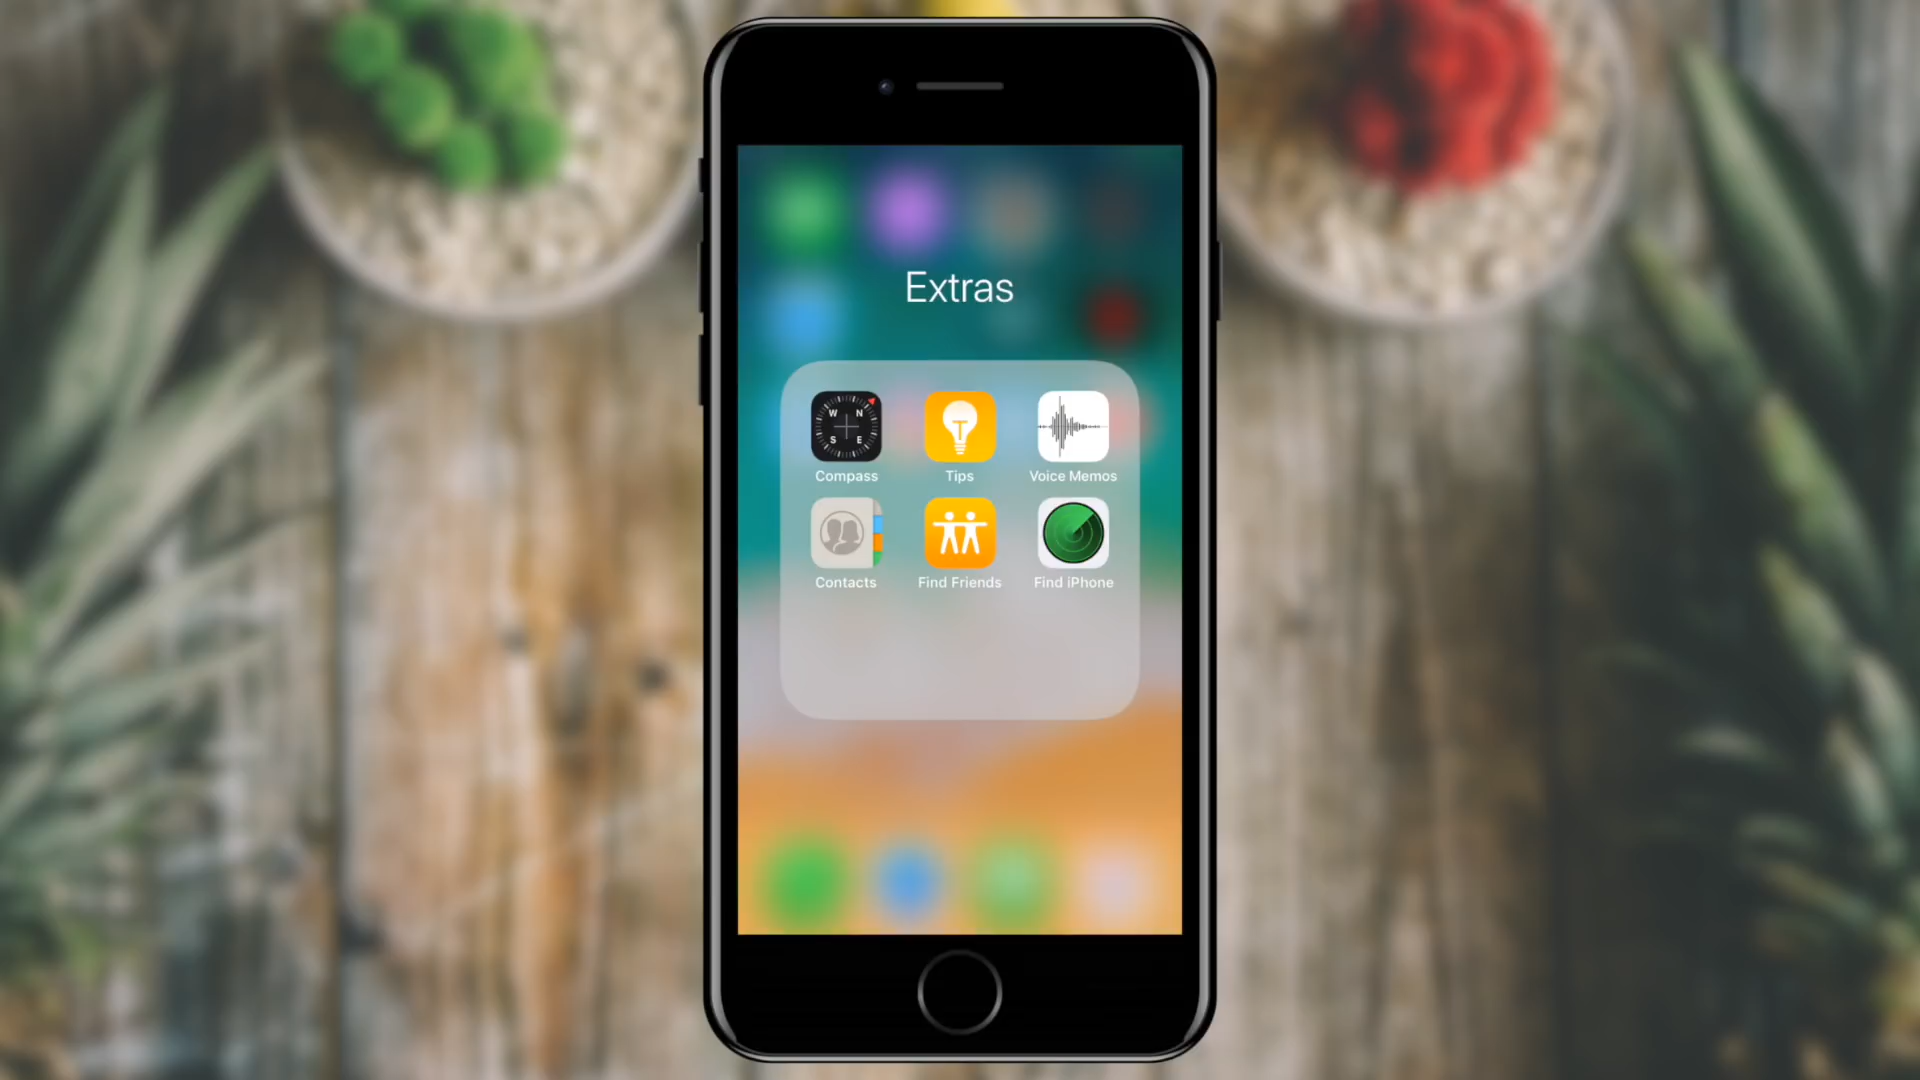 Extras
W N
S E
Compass
Tips
Voice Memos
Contacts
Find Friends
Find iPhone